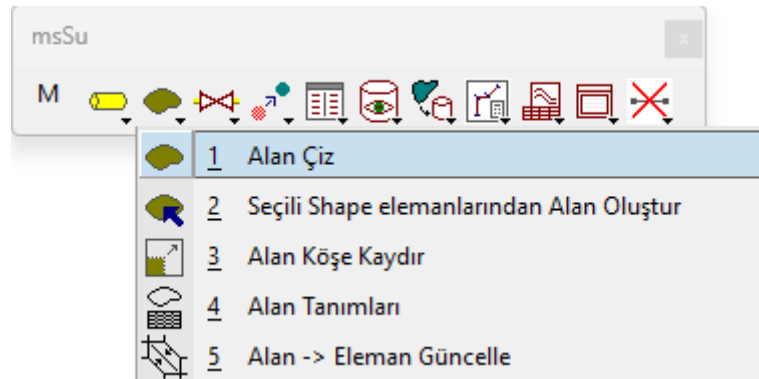 msSu
x
M
1 Alan Çiz
2 Seçili Shape elemanlarından Alan Oluştur
3 Alan Köşe Kaydır
4 Alan Tanımları
5 Alan -> Eleman Güncelle